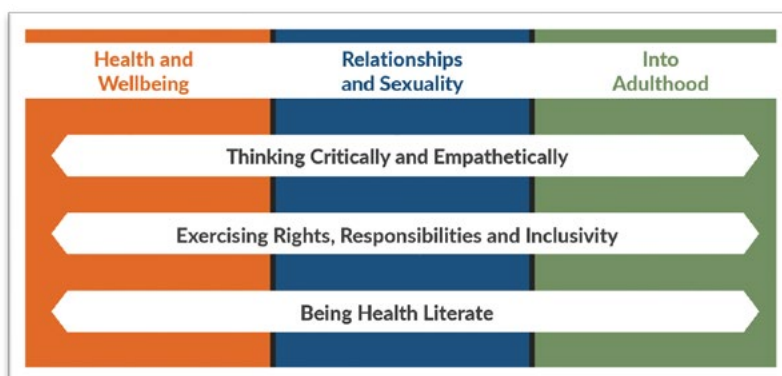 Health and
Wellbeing
Relationships
and Sexuality
Into
Adulthood
Thinking Critically and Empathetically
Exercising Rights, Responsibilities and Inclusivity
Being Health Literate